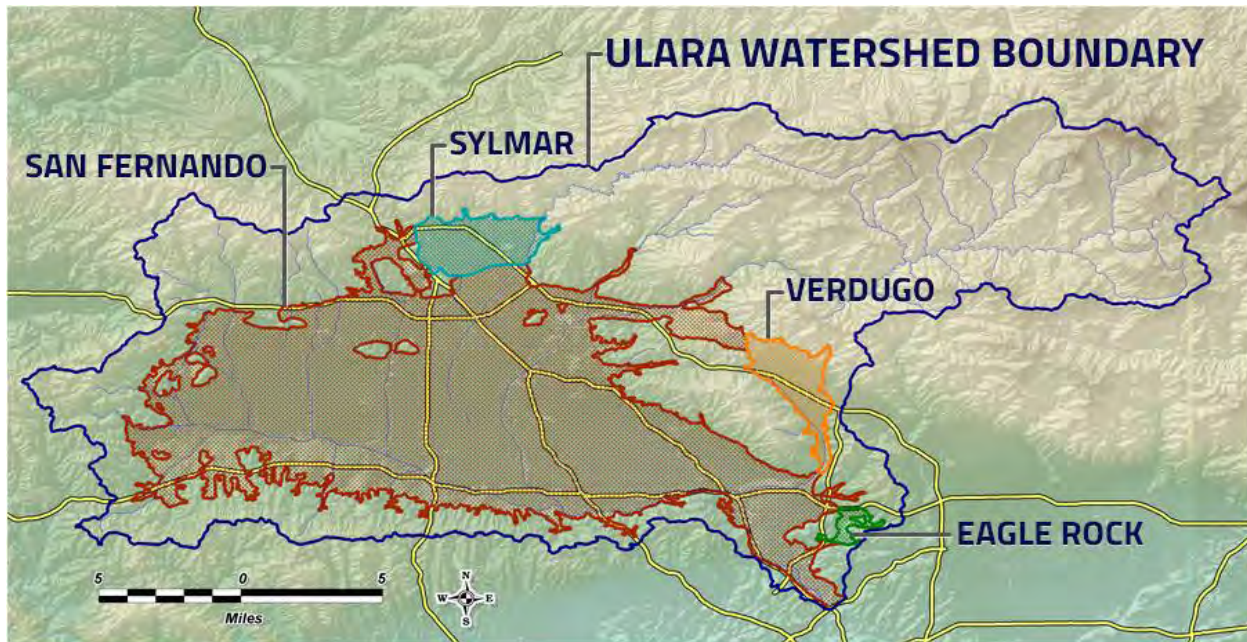 ULARA WATERSHED BOUNDARY
SYLMAR
SAN FERNANDO
VERDUGO
EAGLE ROCK
5 0 5
Miles
N
W E
S